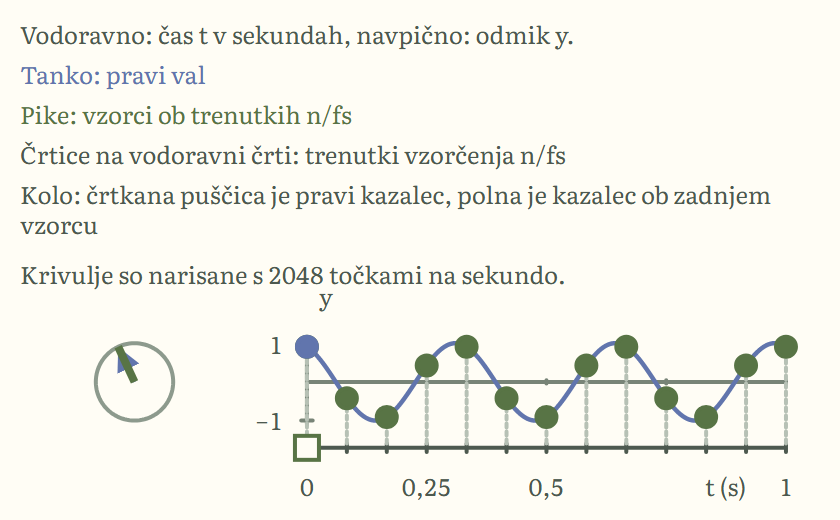 Vodoravno: čas t v sekundah, navpično: odmik y.
Tanko: pravi val
Pike: vzorci ob trenutkih n/fs
Črtice na vodoravni črti: trenutki vzorčenja n/fs
Kolo: črtkana puščica je pravi kazalec, polna je kazalec ob zadnjem
vzorcu
Krivulje so narisane s 2048 točkami na sekundo.
y
1
−1
0 0,25 0,5 t (s) 1